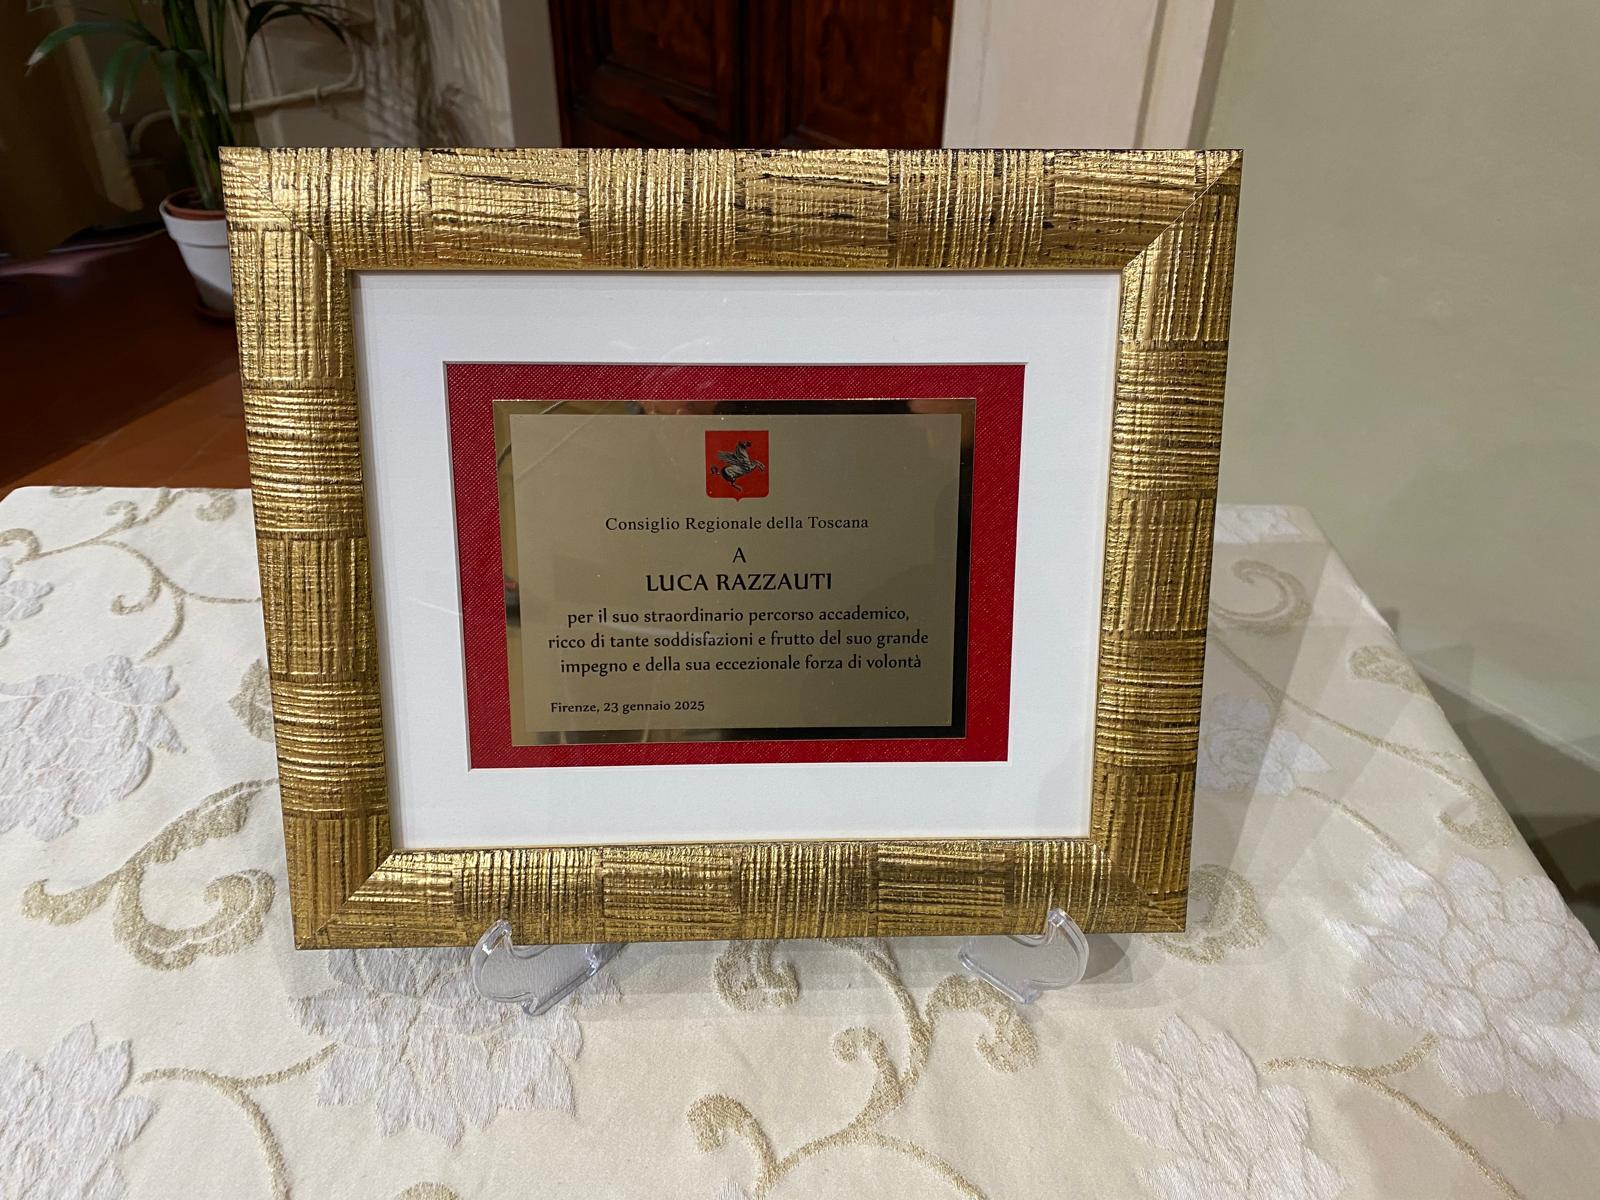 Consiglio Regionale della Toscana
A
LUCA RAZZAUTI
per il suo straordinario percorso accademico,
ricco di tante soddisfazioni e frutto del suo grande
impegno e della sua eccezionale forza di volontà
Firenze, 23 gennaio 2025